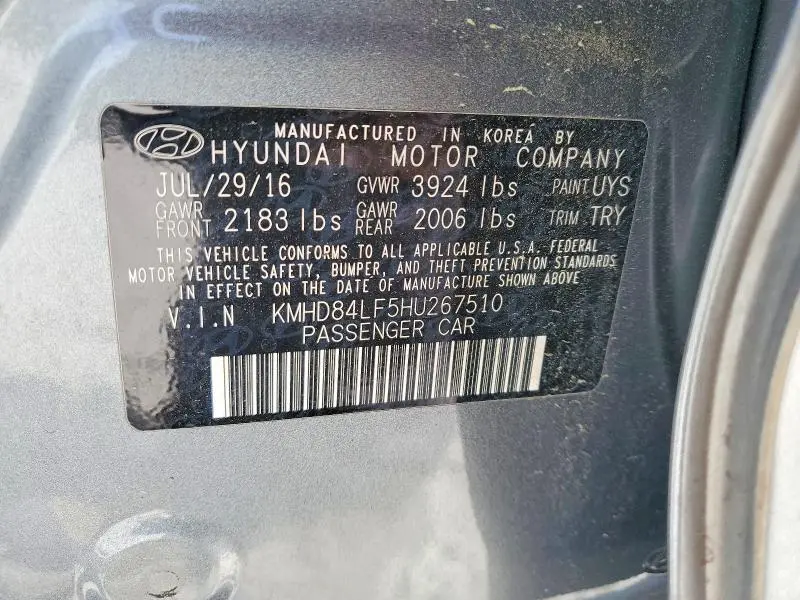 MANUFACTURED IN KOREA BY
HYUNDAI MOTOR COMPANY
JUL/29/16 GVWR 3924 lbs PAINT UYS
GAWR FRONT 2183 lbs GAWR REAR 2006 lbs TRIM TRY
THIS VEHICLE CONFORMS TO ALL APPLICABLE U.S.A. FEDERAL
MOTOR VEHICLE SAFETY, BUMPER, AND THEFT PREVENTION STANDARDS
IN EFFECT ON THE DATE OF MANUFACTURE SHOWN ABOVE
V.I.N KMHD84LF5HU267510
PASSENGER CAR